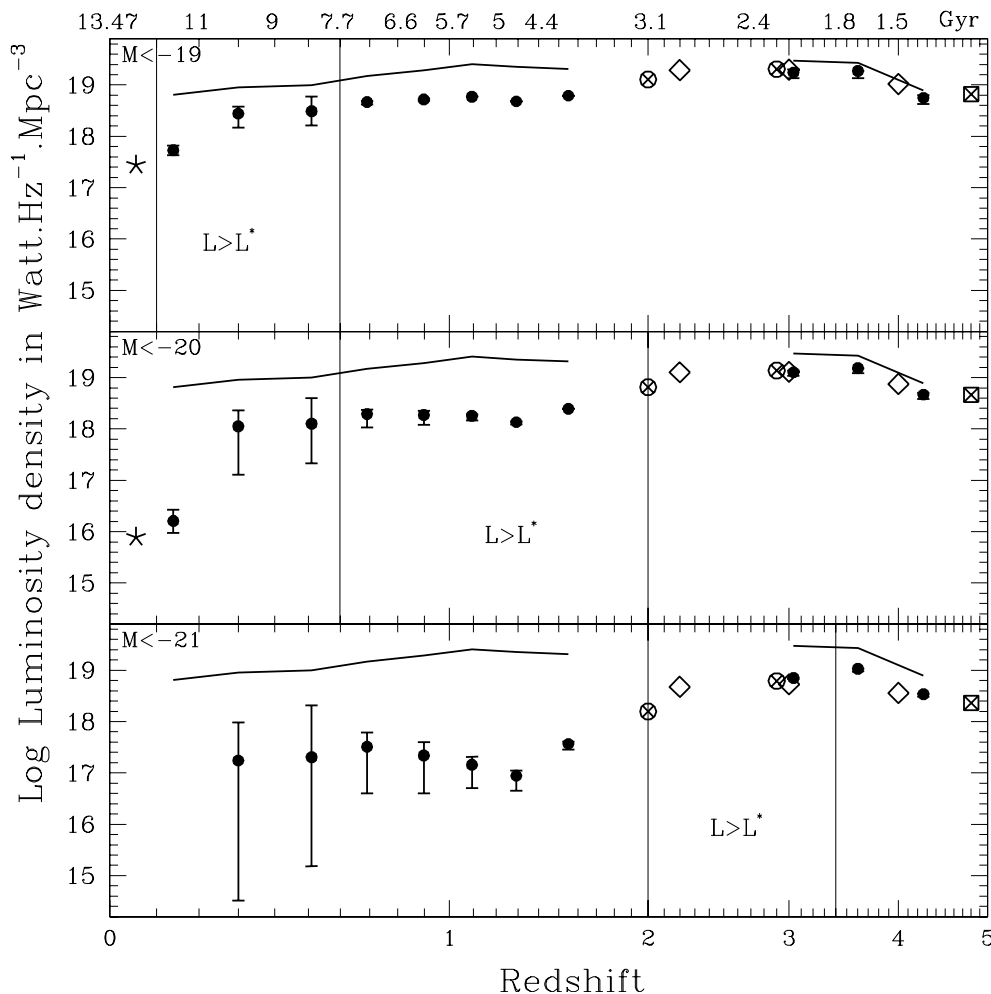 13.47 11 9 7.7 6.6 5.7 5 4.4 3.1 2.4 1.8 1.5 Gyr
M<-19
19
18
17
16
15
L>L*
M<-20
19
18
17
16
15
L>L*
M<-21
19
18
17
16
15
L>L*
0 1 2 3 4 5
Redshift
Log Luminosity density in Watt.Hz⁻¹.Mpc⁻³